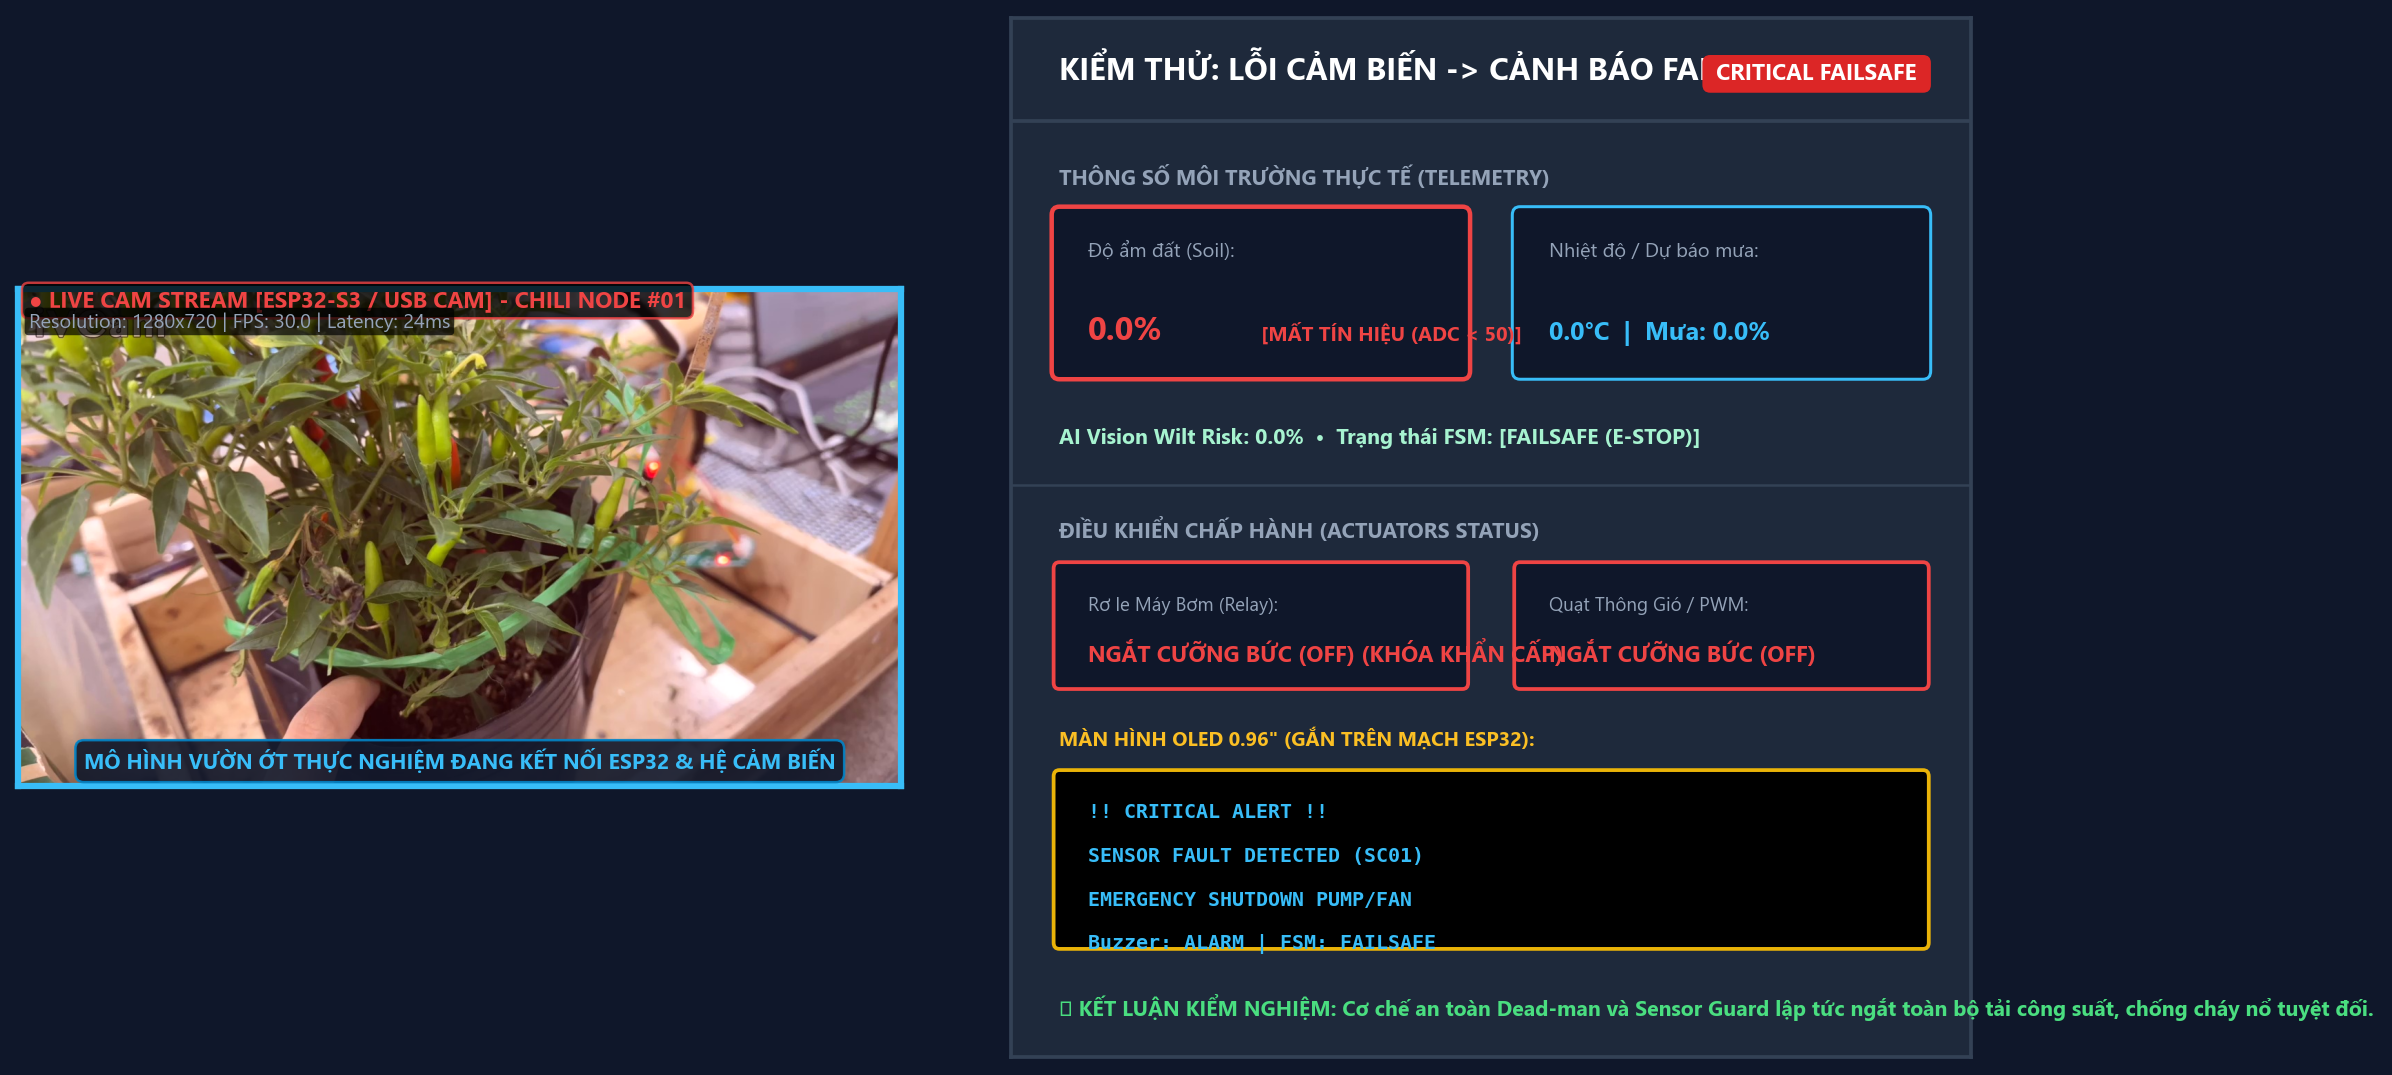 ● LIVE CAM STREAM [ESP32-S3 / USB CAM] - CHILI NODE #01
Resolution: 1280x720 | FPS: 30.0 | Latency: 24ms
MÔ HÌNH VƯỜN ỚT THỰC NGHIỆM ĐANG KẾT NỐI ESP32 & HỆ CẢM BIẾN
KIỂM THỬ: LỖI CẢM BIẾN -> CẢNH BÁO
CRITICAL FAILSAFE
THÔNG SỐ MÔI TRƯỜNG THỰC TẾ (TELEMETRY)
Độ ẩm đất (Soil):
0.0%
[MẤT TÍN HIỆU (ADC < 50)]
Nhiệt độ / Dự báo mưa:
0.0°C | Mưa: 0.0%
AI Vision Wilt Risk: 0.0% • Trạng thái FSM: [FAILSAFE (E-STOP)]
ĐIỀU KHIỂN CHẤP HÀNH (ACTUATORS STATUS)
Rơ le Máy Bơm (Relay):
NGẮT CƯỠNG BỨC (OFF) (KHÓA KHẨN CẤP)
Quạt Thông Gió / PWM:
NGẮT CƯỠNG BỨC (OFF)
MÀN HÌNH OLED 0.96" (GẮN TRÊN MẠCH ESP32):
!! CRITICAL ALERT !!
SENSOR FAULT DETECTED (SC01)
EMERGENCY SHUTDOWN PUMP/FAN
Buzzer: ALARM | FSM: FAILSAFE
KẾT LUẬN KIỂM NGHIỆM: Cơ chế an toàn Dead-man và Sensor Guard lập tức ngắt toàn bộ tải công suất, chống cháy nổ tuyệt đối.